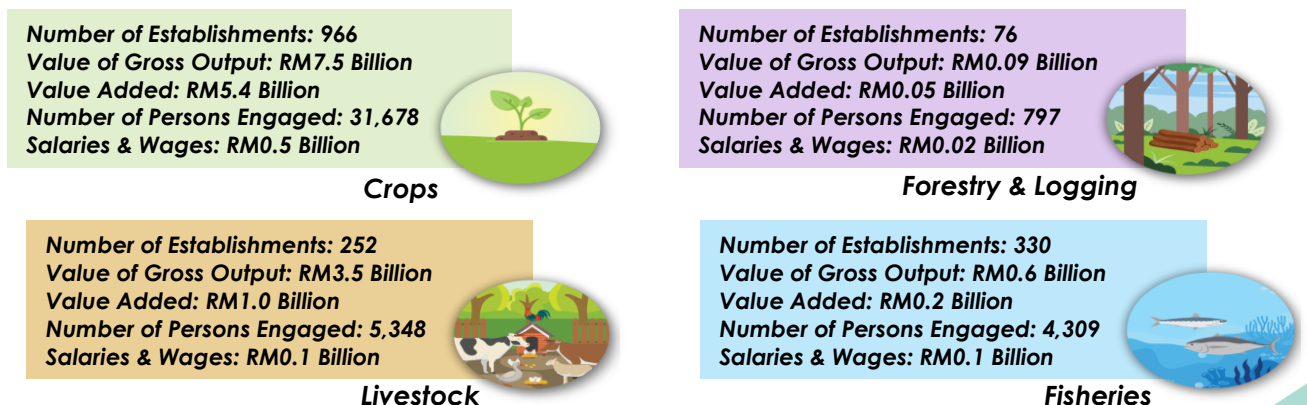 Number of Establishments: 966
Value of Gross Output: RM7.5 Billion
Value Added: RM5.4 Billion
Number of Persons Engaged: 31,678
Salaries & Wages: RM0.5 Billion
Crops
Number of Establishments: 76
Value of Gross Output: RM0.09 Billion
Value Added: RM0.05 Billion
Number of Persons Engaged: 797
Salaries & Wages: RM0.02 Billion
Forestry & Logging
Number of Establishments: 252
Value of Gross Output: RM3.5 Billion
Value Added: RM1.0 Billion
Number of Persons Engaged: 5,348
Salaries & Wages: RM0.1 Billion
Livestock
Number of Establishments: 330
Value of Gross Output: RM0.6 Billion
Value Added: RM0.2 Billion
Number of Persons Engaged: 4,309
Salaries & Wages: RM0.1 Billion
Fisheries